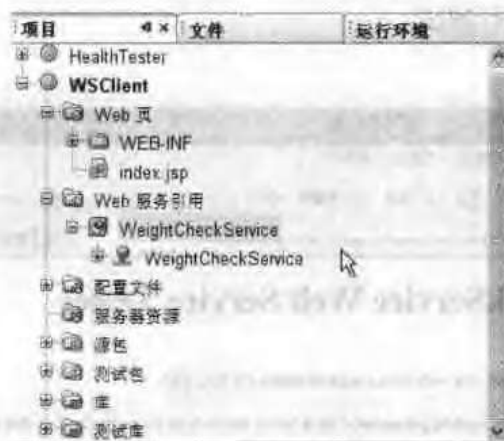 项目 文件 运行环境
HealthTester
WSClient
Web 页
WEB-INF
index.jsp
Web 服务引用
WeightCheckService
WeightCheckService
配置文件
服务器资源
源包
测试包
库
测试库